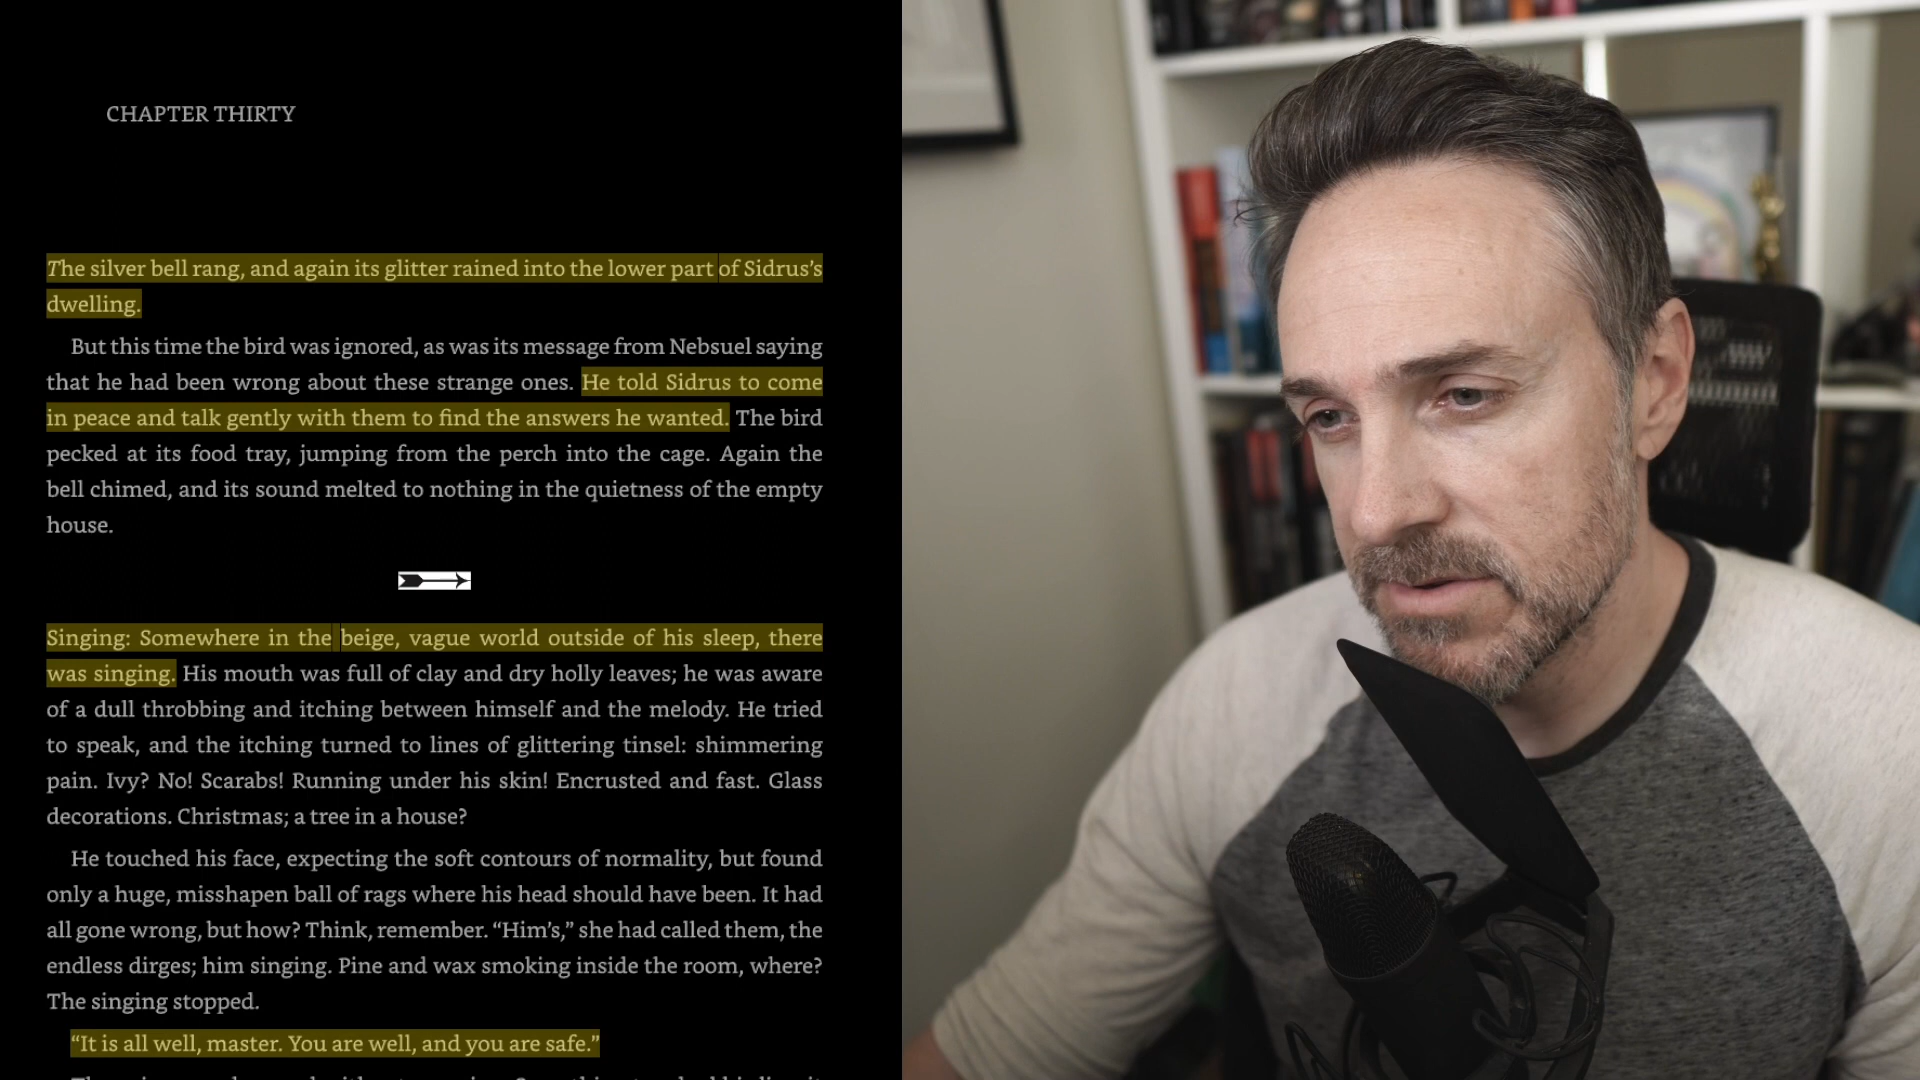 CHAPTER THIRTY
The silver bell rang, and again its glitter rained into the lower part of Sidrus’s
dwelling.
But this time the bird was ignored, as was its message from Nebsuel saying
that he had been wrong about these strange ones. He told Sidrus to come
in peace and talk gently with them to find the answers he wanted. The bird
pecked at its food tray, jumping from the perch into the cage. Again the
bell chimed, and its sound melted to nothing in the quietness of the empty
house.
Singing: Somewhere in the beige, vague world outside of his sleep, there
was singing. His mouth was full of clay and dry holly leaves; he was aware
of a dull throbbing and itching between himself and the melody. He tried
to speak, and the itching turned to lines of glittering tinsel: shimmering
pain. Ivy? No! Scarabs! Running under his skin! Encrusted and fast. Glass
decorations. Christmas; a tree in a house?
He touched his face, expecting the soft contours of normality, but found
only a huge, misshapen ball of rags where his head should have been. It had
all gone wrong, but how? Think, remember. “Him’s,” she had called them, the
endless dirges; him singing. Pine and wax smoking inside the room, where?
The singing stopped.
“It is all well, master. You are well, and you are safe.”